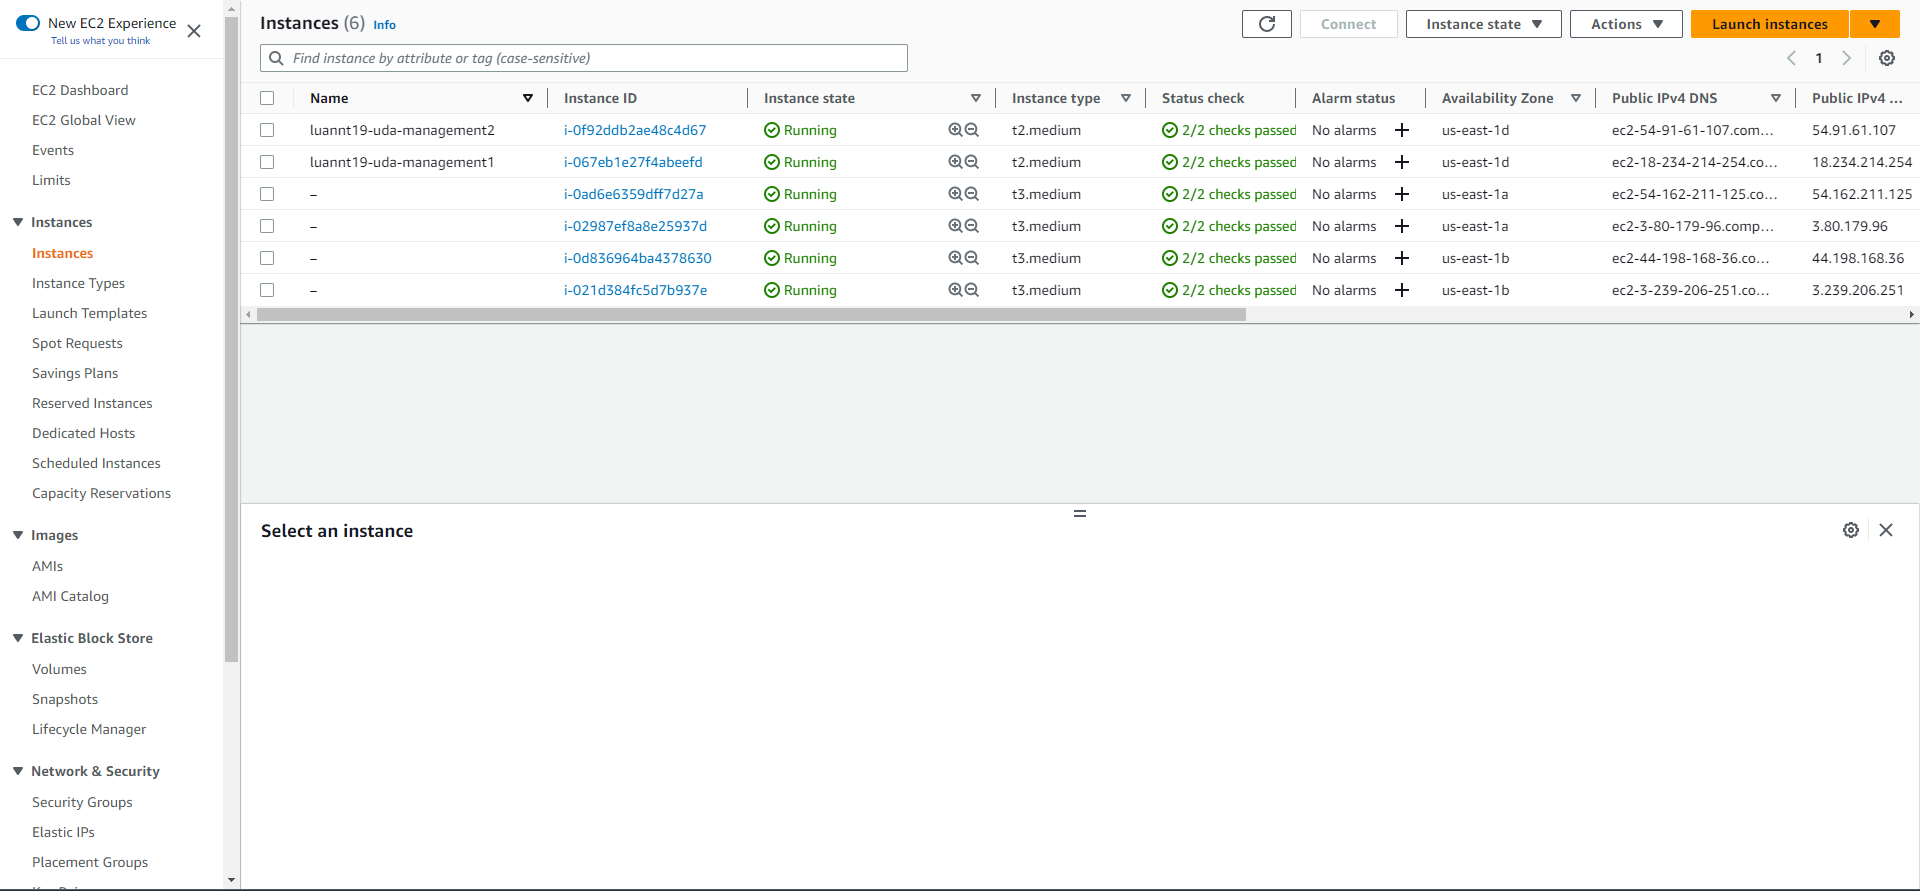 New EC2 Experience
Tell us what you think
EC2 Dashboard
EC2 Global View
Events
Limits
Instances
Instances
Instance Types
Launch Templates
Spot Requests
Savings Plans
Reserved Instances
Dedicated Hosts
Scheduled Instances
Capacity Reservations
Images
AMIs
AMI Catalog
Elastic Block Store
Volumes
Snapshots
Lifecycle Manager
Network & Security
Security Groups
Elastic IPs
Placement Groups
Instances (6) Info
Connect Instance state Actions Launch instances
Find instance by attribute or tag (case-sensitive) 1
Name Instance ID Instance state Instance type Status check Alarm status Availability Zone Public IPv4 DNS Public IPv4 ...
luannt19-uda-management2 i-0f92ddb2ae48c4d67 Running t2.medium 2/2 checks passed No alarms + us-east-1d ec2-54-91-61-107.com... 54.91.61.107
luannt19-uda-management1 i-067eb1e27f4abeefd Running t2.medium 2/2 checks passed No alarms + us-east-1d ec2-18-234-214-254.co... 18.234.214.254
– i-0ad6e6359dff7d27a Running t3.medium 2/2 checks passed No alarms + us-east-1a ec2-54-162-211-125.co... 54.162.211.125
– i-02987ef8a8e25937d Running t3.medium 2/2 checks passed No alarms + us-east-1a ec2-3-80-179-96.comp... 3.80.179.96
– i-0d836964ba4378630 Running t3.medium 2/2 checks passed No alarms + us-east-1b ec2-44-198-168-36.co... 44.198.168.36
– i-021d384fc5d7b937e Running t3.medium 2/2 checks passed No alarms + us-east-1b ec2-3-239-206-251.co... 3.239.206.251
Select an instance